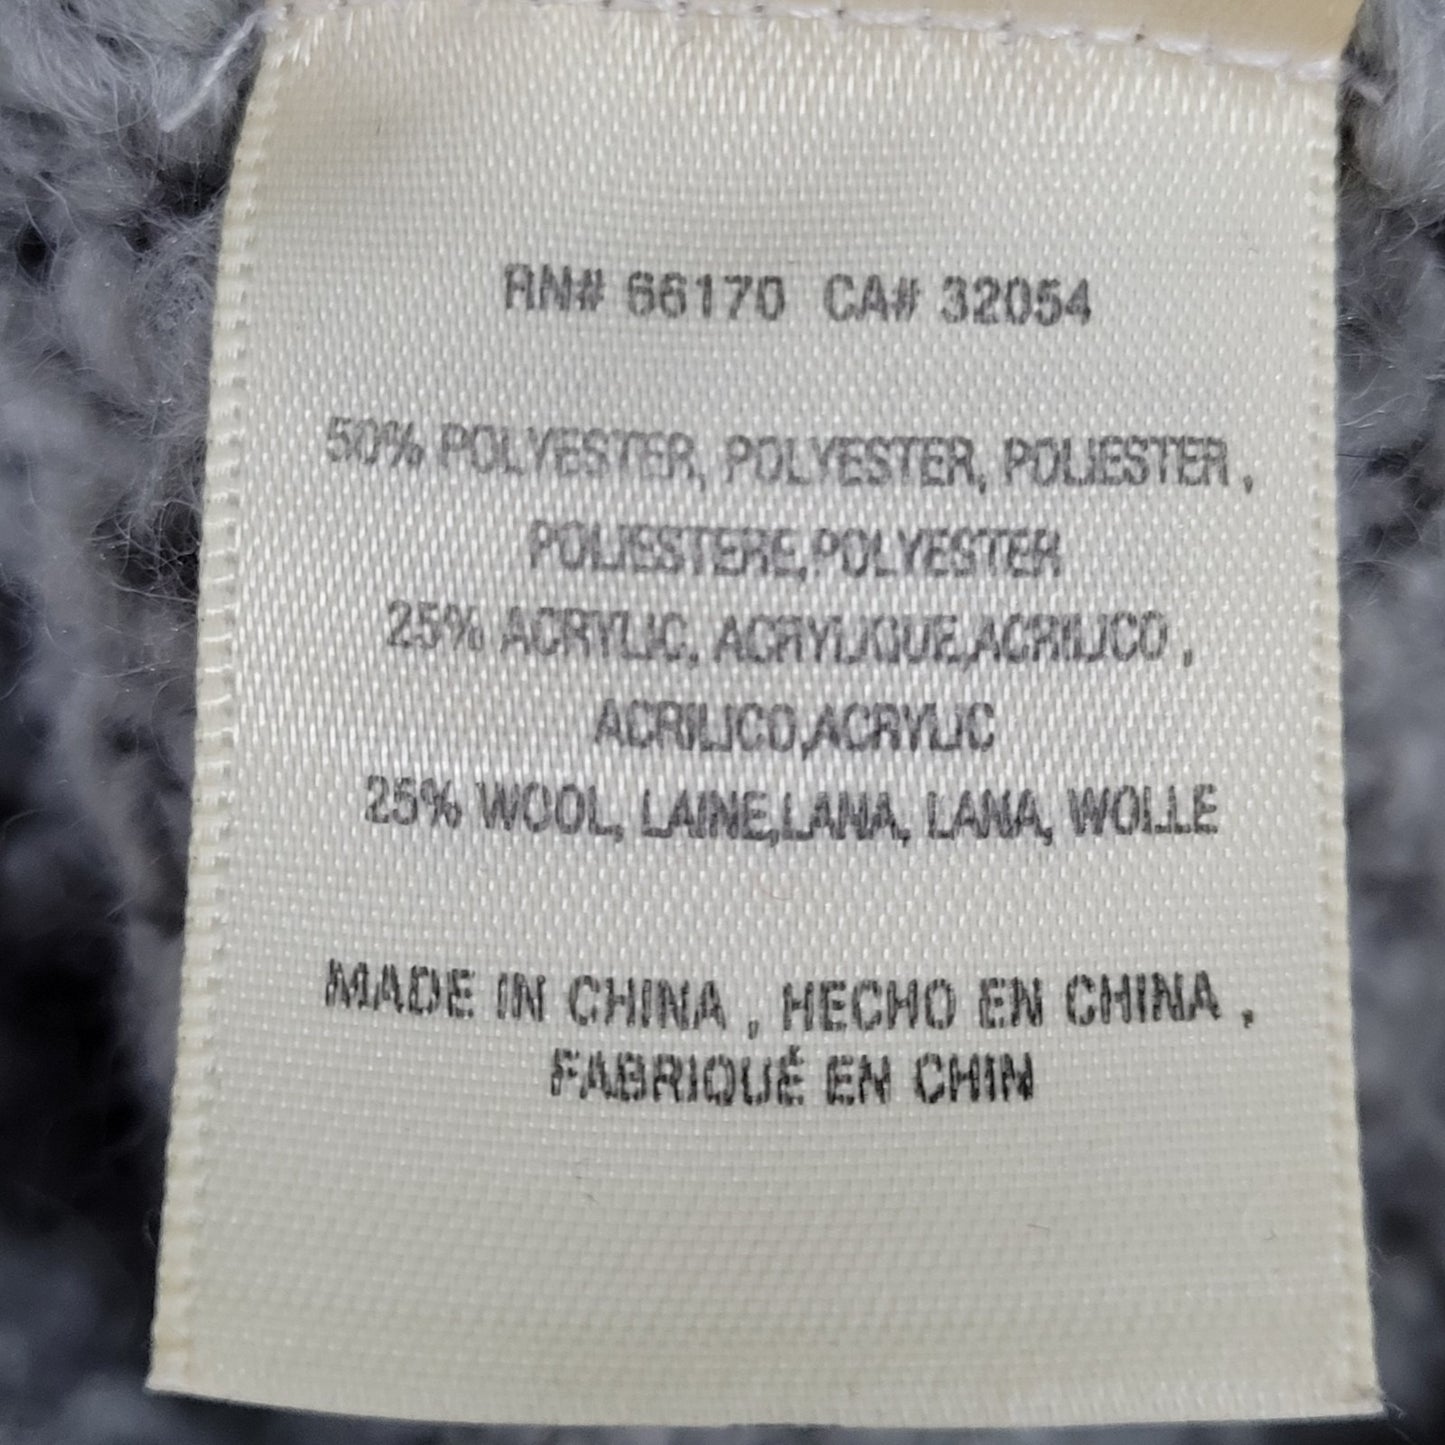 RN# 66170 CA# 32054
50% POLYESTER, POLYESTER, POLIESTER ,
POLIESSTERE,POLYESTER
25% ACRYLIC, ACRYLIQUE,ACRILICO ,
ACRILICO,ACRYLIC
25% WOOL, LAINE,LANA, LANA, WOLLE
MADE IN CHINA , HECHO EN CHINA ,
FABRIQUÉ EN CHIN